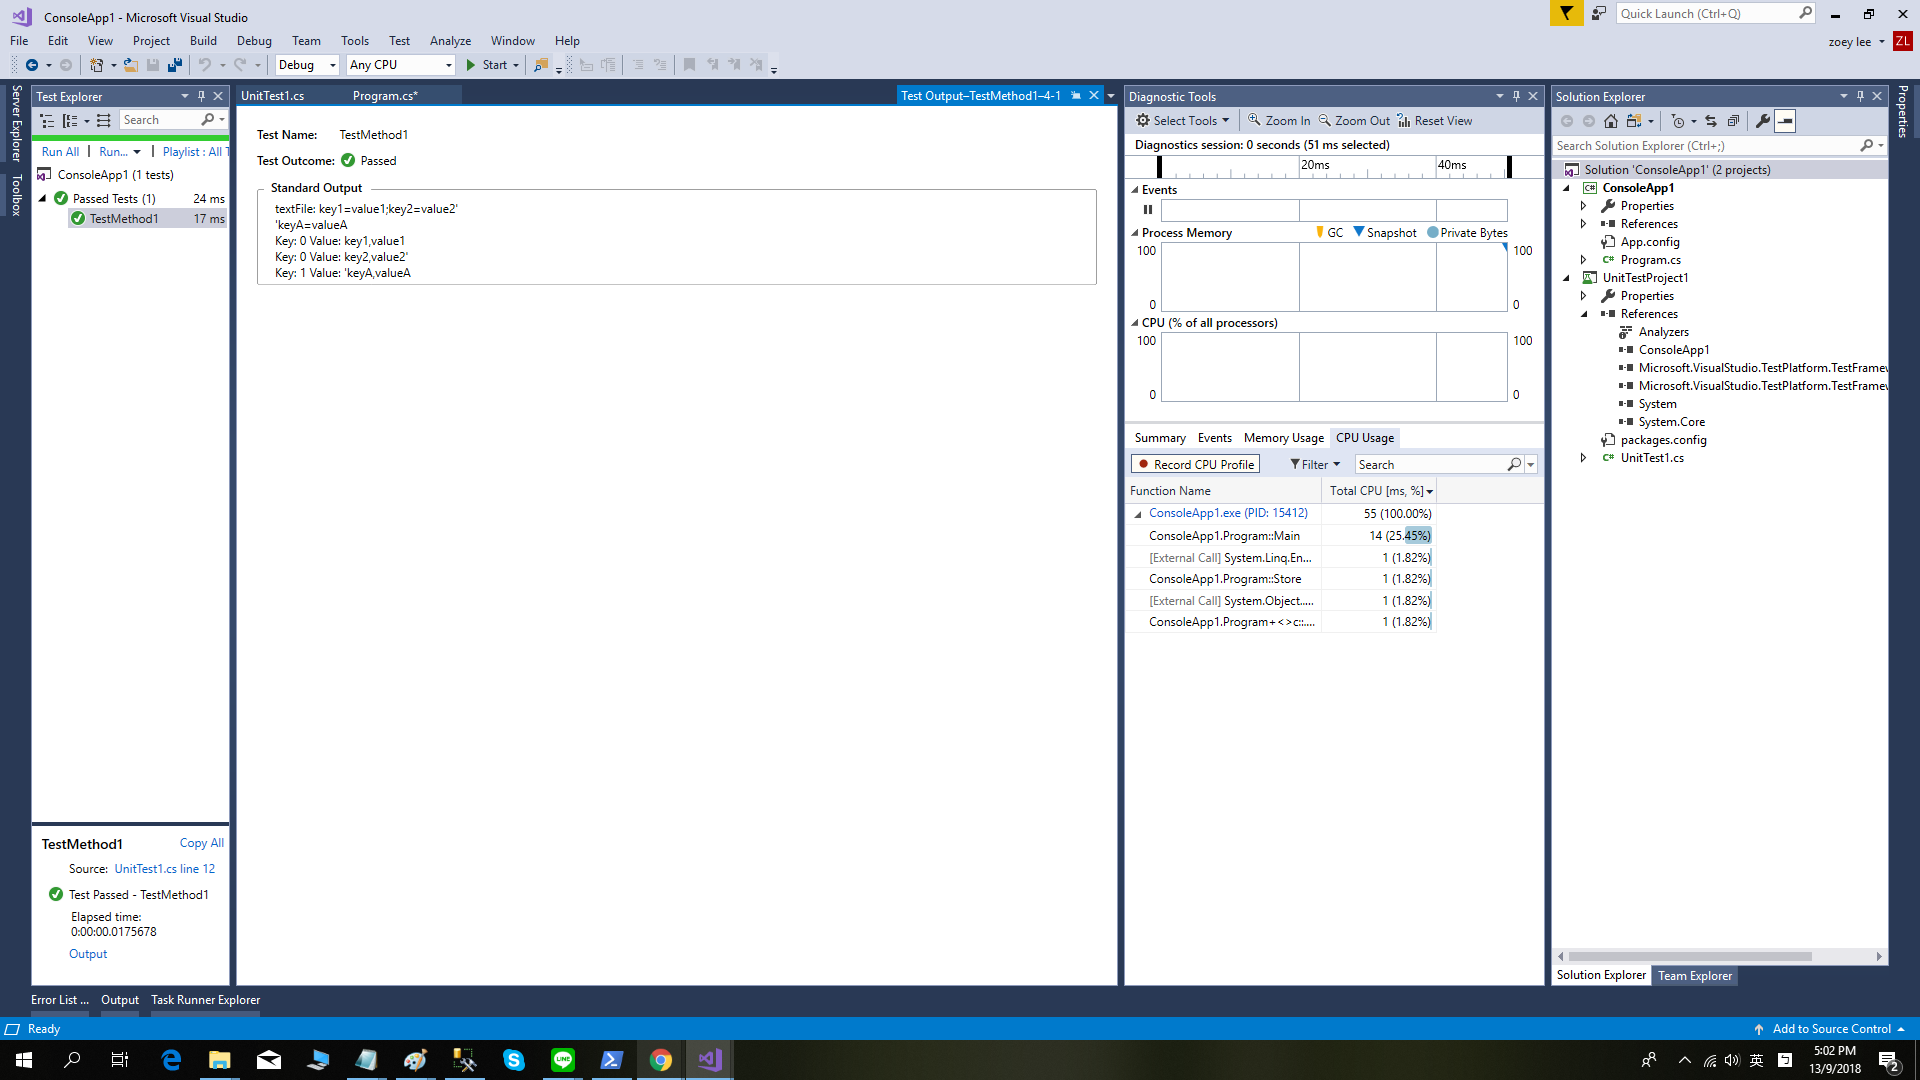 ConsoleApp1 - Microsoft Visual Studio
Quick Launch (Ctrl+Q)
File Edit View Project Build Debug Team Tools Test Analyze Window Help
zoey lee ZL
Debug Any CPU Start
Server Explorer
Toolbox
Test Explorer
Search
Run All | Run... | Playlist : All T
ConsoleApp1 (1 tests)
Passed Tests (1) 24 ms
TestMethod1 17 ms
TestMethod1 Copy All
Source: UnitTest1.cs line 12
Test Passed - TestMethod1
Elapsed time:
0:00:00.0175678
Output
UnitTest1.cs Program.cs* Test Output–TestMethod1–4-1
Test Name: TestMethod1
Test Outcome: Passed
Standard Output
textFile: key1=value1;key2=value2'
'keyA=valueA
Key: 0 Value: key1,value1
Key: 0 Value: key2,value2'
Key: 1 Value: 'keyA,valueA
Diagnostic Tools
Select Tools Zoom In Zoom Out Reset View
Diagnostics session: 0 seconds (51 ms selected)
20ms 40ms
Events
Process Memory GC Snapshot Private Bytes
100 100
0 0
CPU (% of all processors)
100 100
0 0
Summary Events Memory Usage CPU Usage
Record CPU Profile Filter Search
Function Name Total CPU [ms, %]
ConsoleApp1.exe (PID: 15412) 55 (100.00%)
ConsoleApp1.Program::Main 14 (25.45%)
[External Call] System.Linq.En... 1 (1.82%)
ConsoleApp1.Program::Store 1 (1.82%)
[External Call] System.Object..... 1 (1.82%)
ConsoleApp1.Program+<>c::.... 1 (1.82%)
Solution Explorer
Search Solution Explorer (Ctrl+;)
Solution 'ConsoleApp1' (2 projects)
ConsoleApp1
Properties
References
App.config
Program.cs
UnitTestProject1
Properties
References
Analyzers
ConsoleApp1
Microsoft.VisualStudio.TestPlatform.TestFramew
Microsoft.VisualStudio.TestPlatform.TestFramew
System
System.Core
packages.config
UnitTest1.cs
Solution Explorer Team Explorer
Properties
Error List ... Output Task Runner Explorer
Ready Add to Source Control
英
5:02 PM
13/9/2018
2